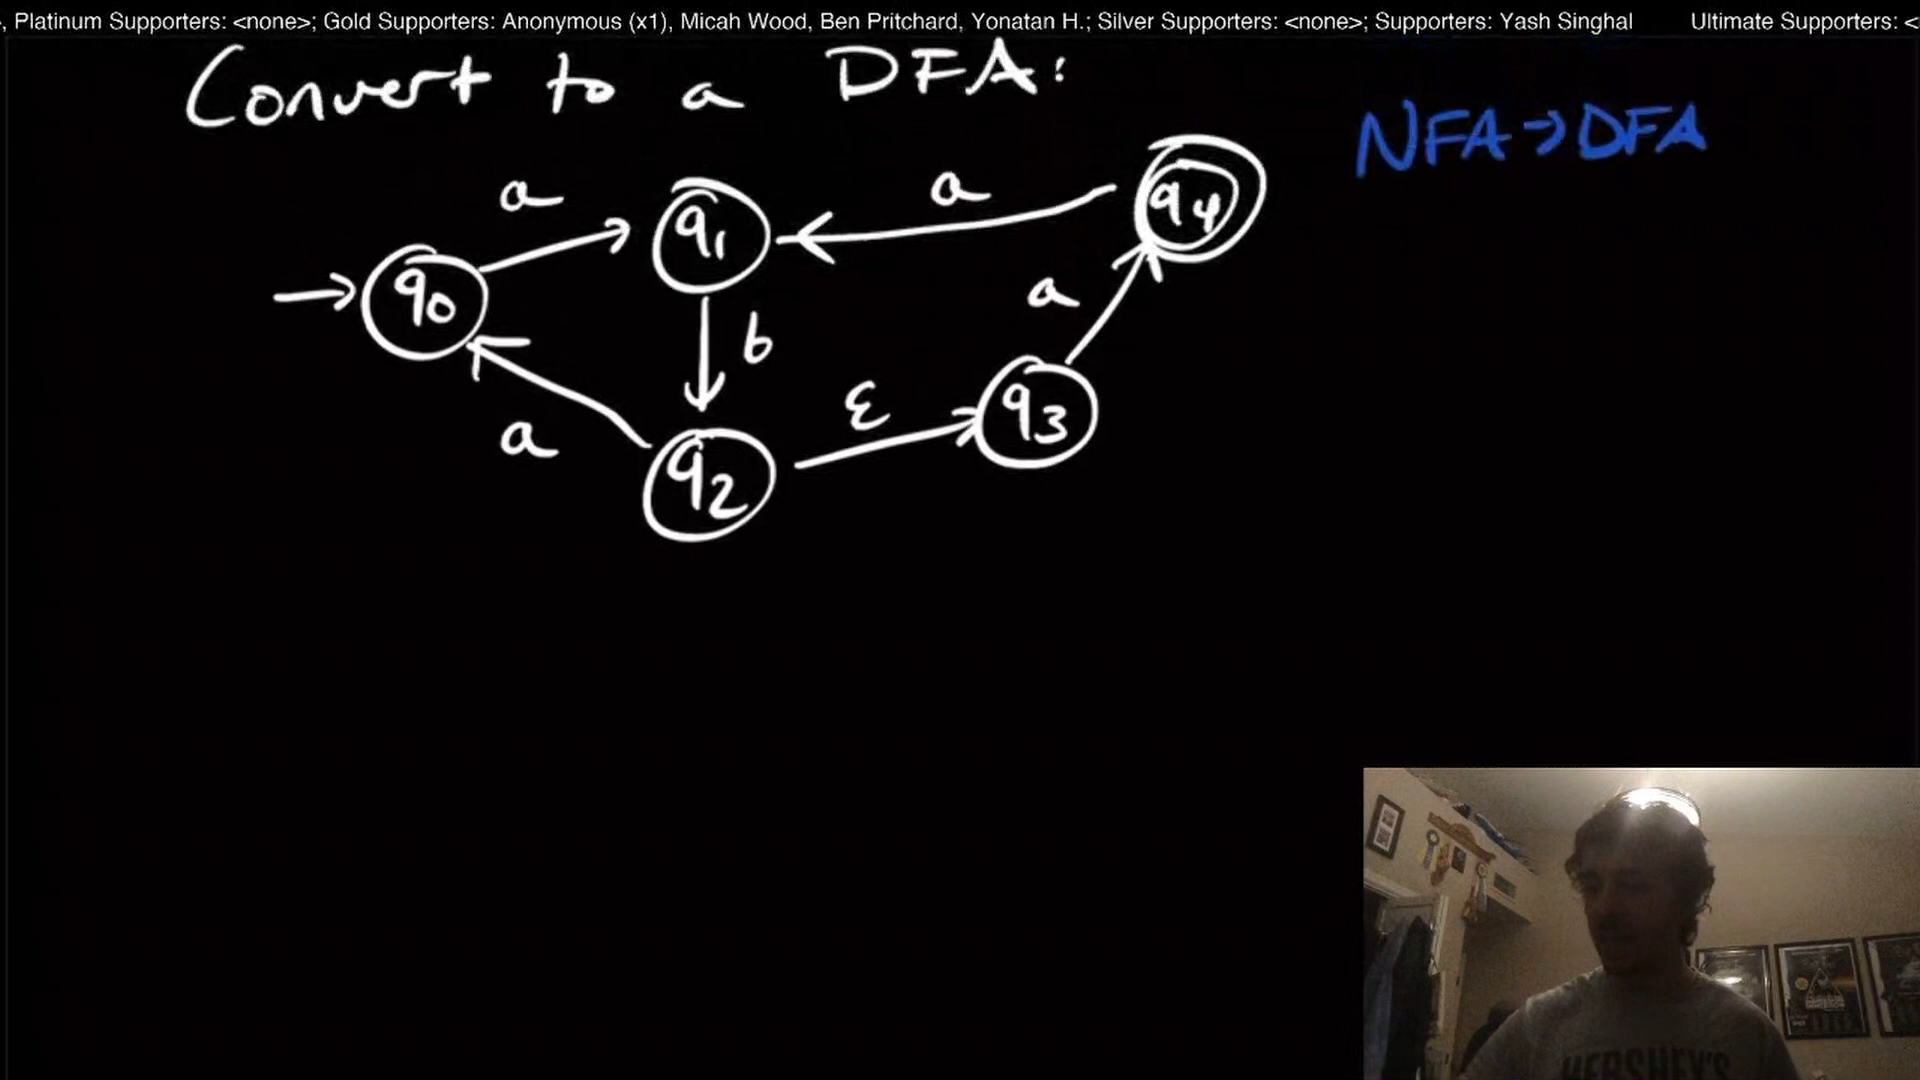 , Platinum Supporters: <none>; Gold Supporters: Anonymous (x1), Micah Wood, Ben Pritchard, Yonatan H.; Silver Supporters: <none>; Supporters: Yash Singhal Ultimate Supporters: <
Convert to a DFA:
NFA → DFA
a
a
q4
q1
q0
a
b
ε
q3
a
q2
HERSHEY'S